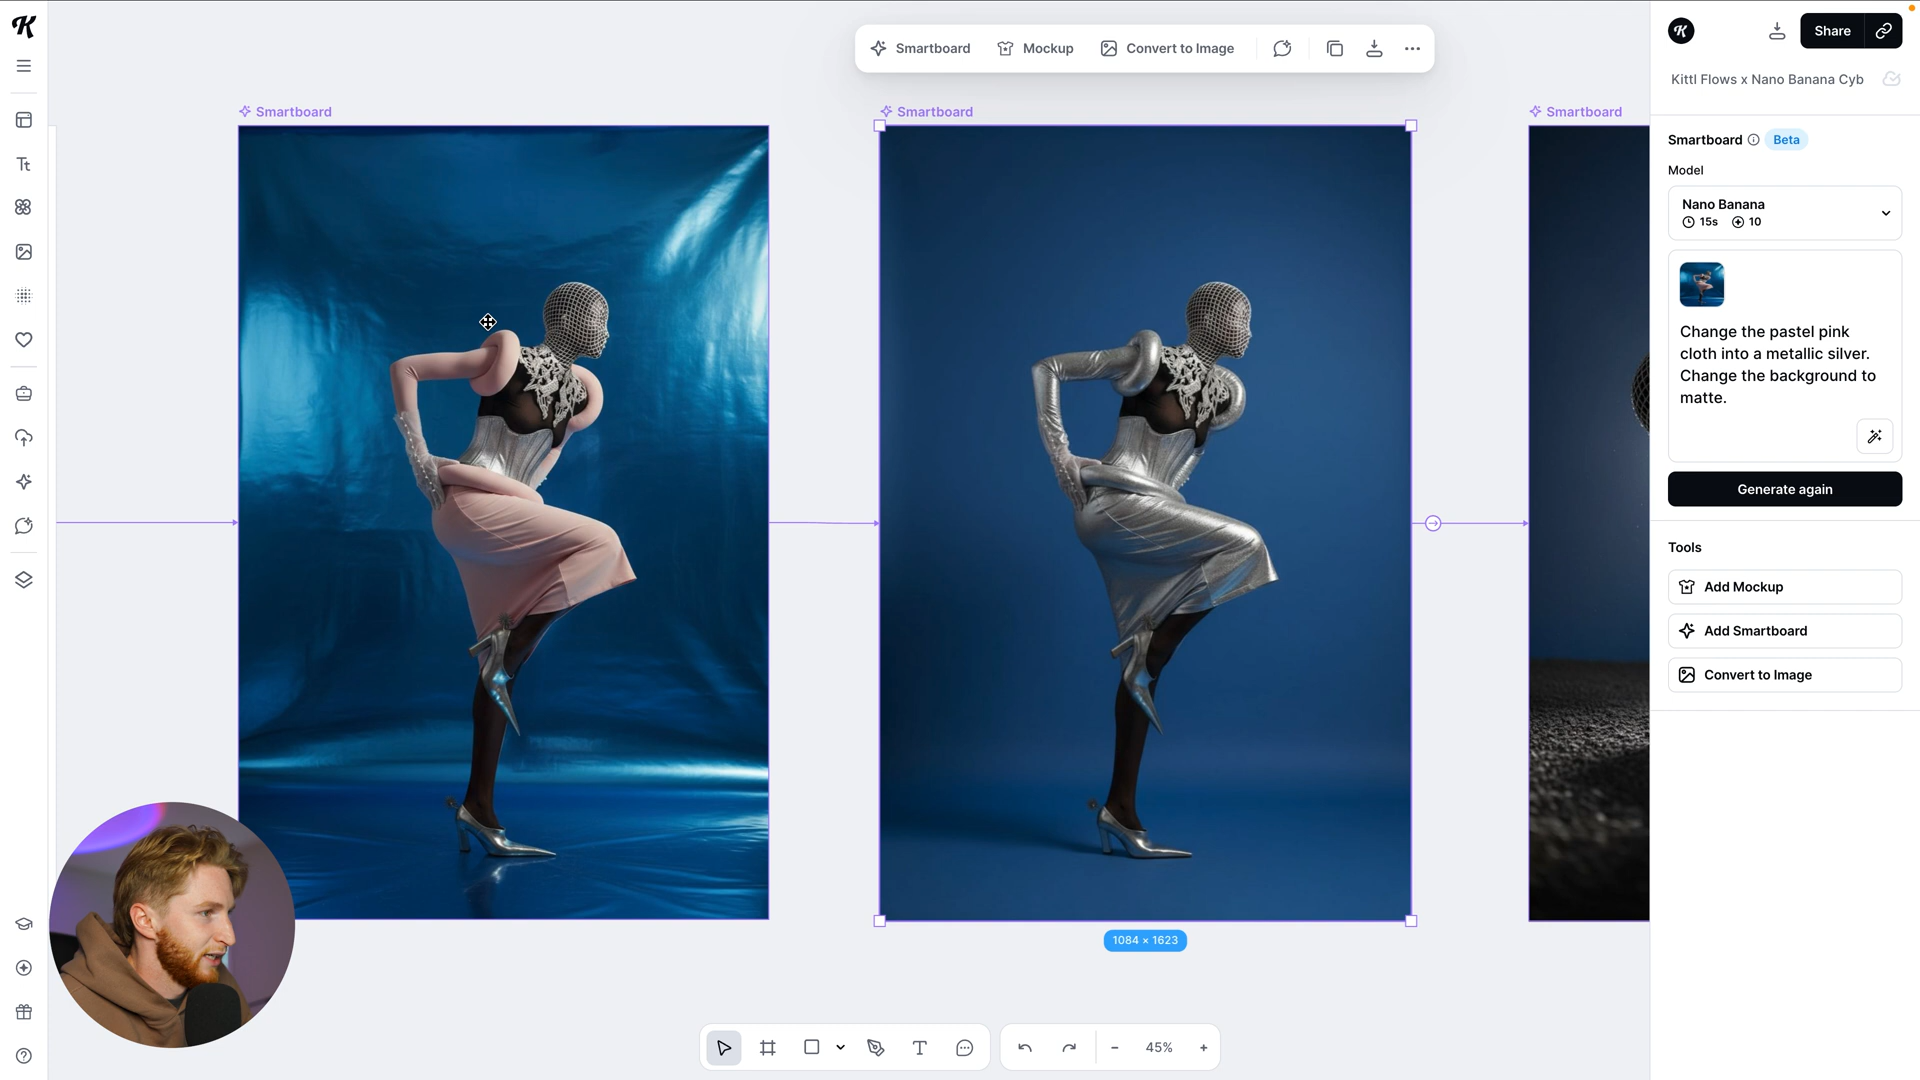 Smartboard
Mockup
Convert to Image
Share
Kittl Flows x Nano Banana Cyb
Smartboard
Smartboard
Smartboard
Smartboard
Beta
Model
Nano Banana
15s
10
Tt
Change the pastel pink
cloth into a metallic silver.
Change the background to
matte.
Generate again
Tools
Add Mockup
Add Smartboard
Convert to Image
1084 × 1623
45%